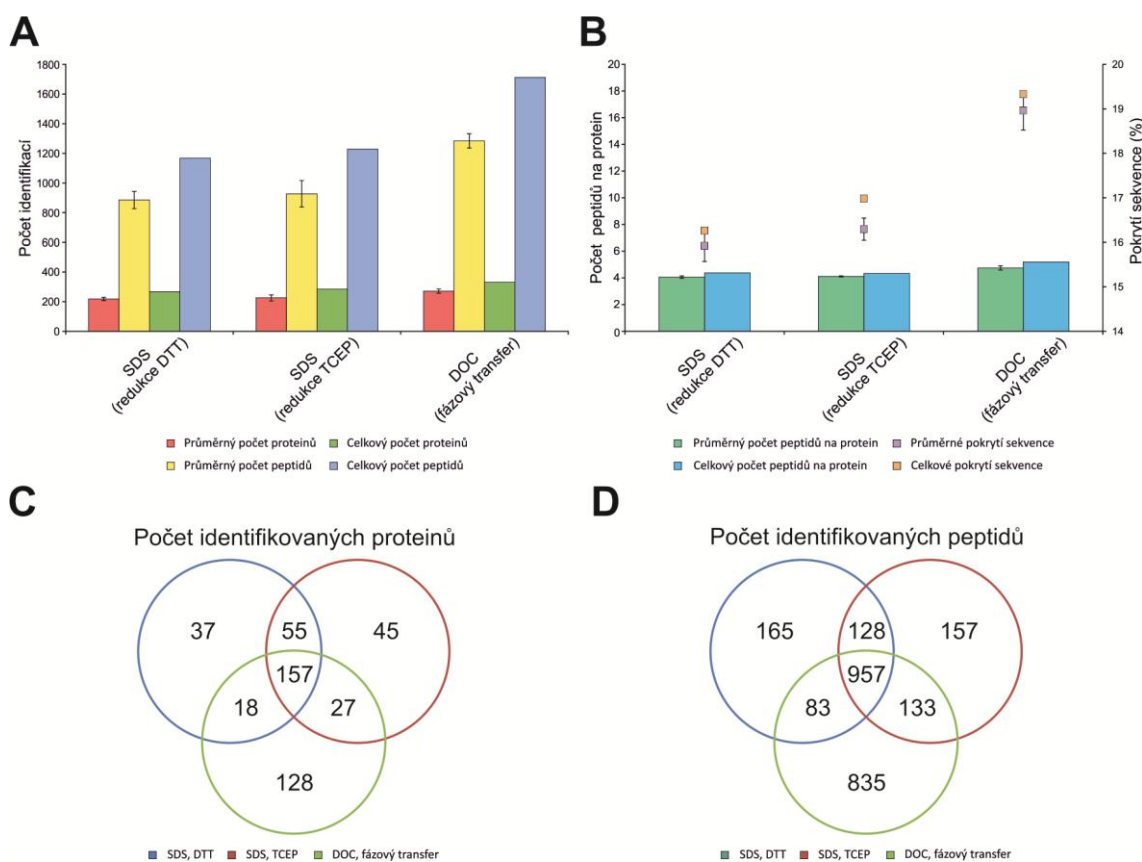 A
1800
1600
1400
1200
1000
800
600
400
200
0
Počet identifikací
SDS
(redukce DTT)
SDS
(redukce TCEP)
DOC
(fázový transfer)
Průměrný počet proteinů
Celkový počet proteinů
Průměrný počet peptidů
Celkový počet peptidů
B
20
18
16
14
12
10
8
6
4
2
0
Počet peptidů na protein
20
19
18
17
16
15
14
Pokrytí sekvence (%)
SDS
(redukce DTT)
SDS
(redukce TCEP)
DOC
(fázový transfer)
Průměrný počet peptidů na protein
Průměrné pokrytí sekvence
Celkový počet peptidů na protein
Celkové pokrytí sekvence
C
Počet identifikovaných proteinů
37 55 45
157
18 27
128
SDS, DTT SDS, TCEP DOC, fázový transfer
D
Počet identifikovaných peptidů
165 128 157
957
83 133
835
SDS, DTT SDS, TCEP DOC, fázový transfer